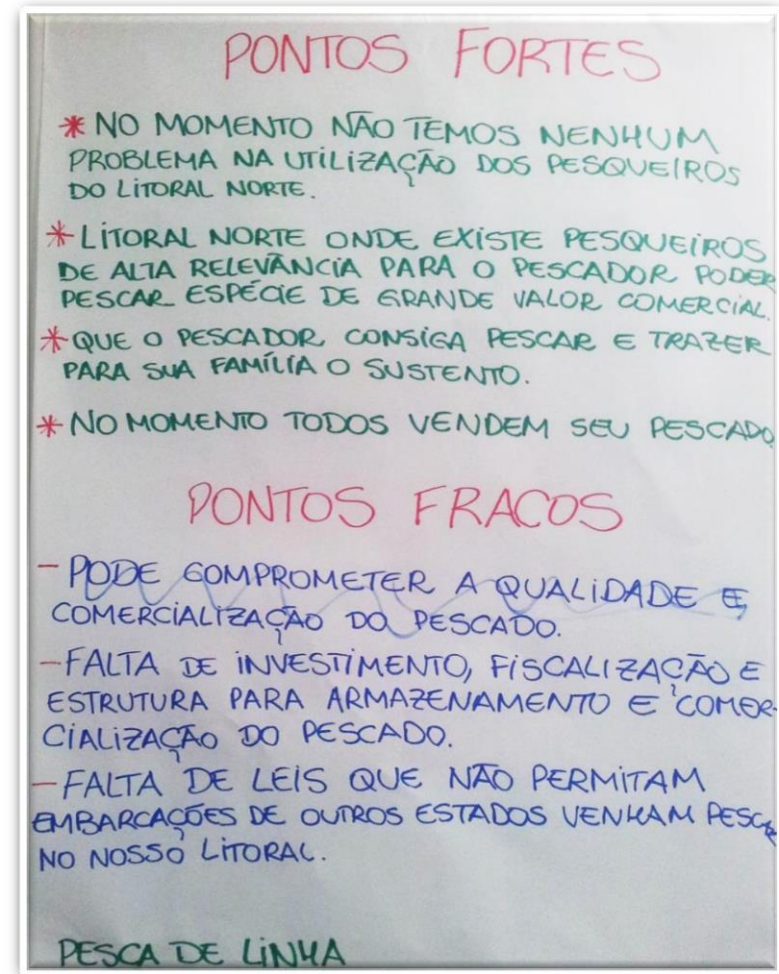 PONTOS FORTES
* NO MOMENTO NÃO TEMOS NENHUM
PROBLEMA NA UTILIZAÇÃO DOS PESQUEIROS
DO LITORAL NORTE.
* LITORAL NORTE ONDE EXISTE PESQUEIROS
DE ALTA RELEVÂNCIA PARA O PESCADOR PODER
PESCAR ESPÉCIE DE GRANDE VALOR COMERCIAL.
* QUE O PESCADOR CONSIGA PESCAR E TRAZER
PARA SUA FAMÍLIA O SUSTENTO.
* NO MOMENTO TODOS VENDEM SEU PESCADO
PONTOS FRACOS
- PODE COMPROMETER A QUALIDADE E
COMERCIALIZAÇÃO DO PESCADO.
- FALTA DE INVESTIMENTO, FISCALIZAÇÃO E
ESTRUTURA PARA ARMAZENAMENTO E COMER-
CIALIZAÇÃO DO PESCADO.
- FALTA DE LEIS QUE NÃO PERMITAM
EMBARCAÇÕES DE OUTROS ESTADOS VENHAM PESCAR
NO NOSSO LITORAL.
PESCA DE LINHA